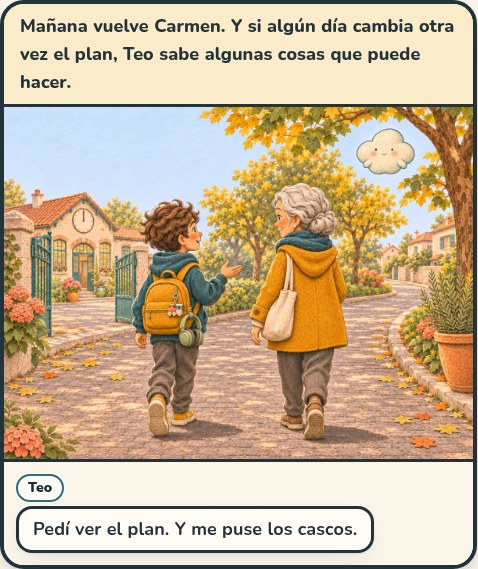 Mañana vuelve Carmen. Y si algún día cambia otra
vez el plan, Teo sabe algunas cosas que puede
hacer.
Teo
Pedí ver el plan. Y me puse los cascos.